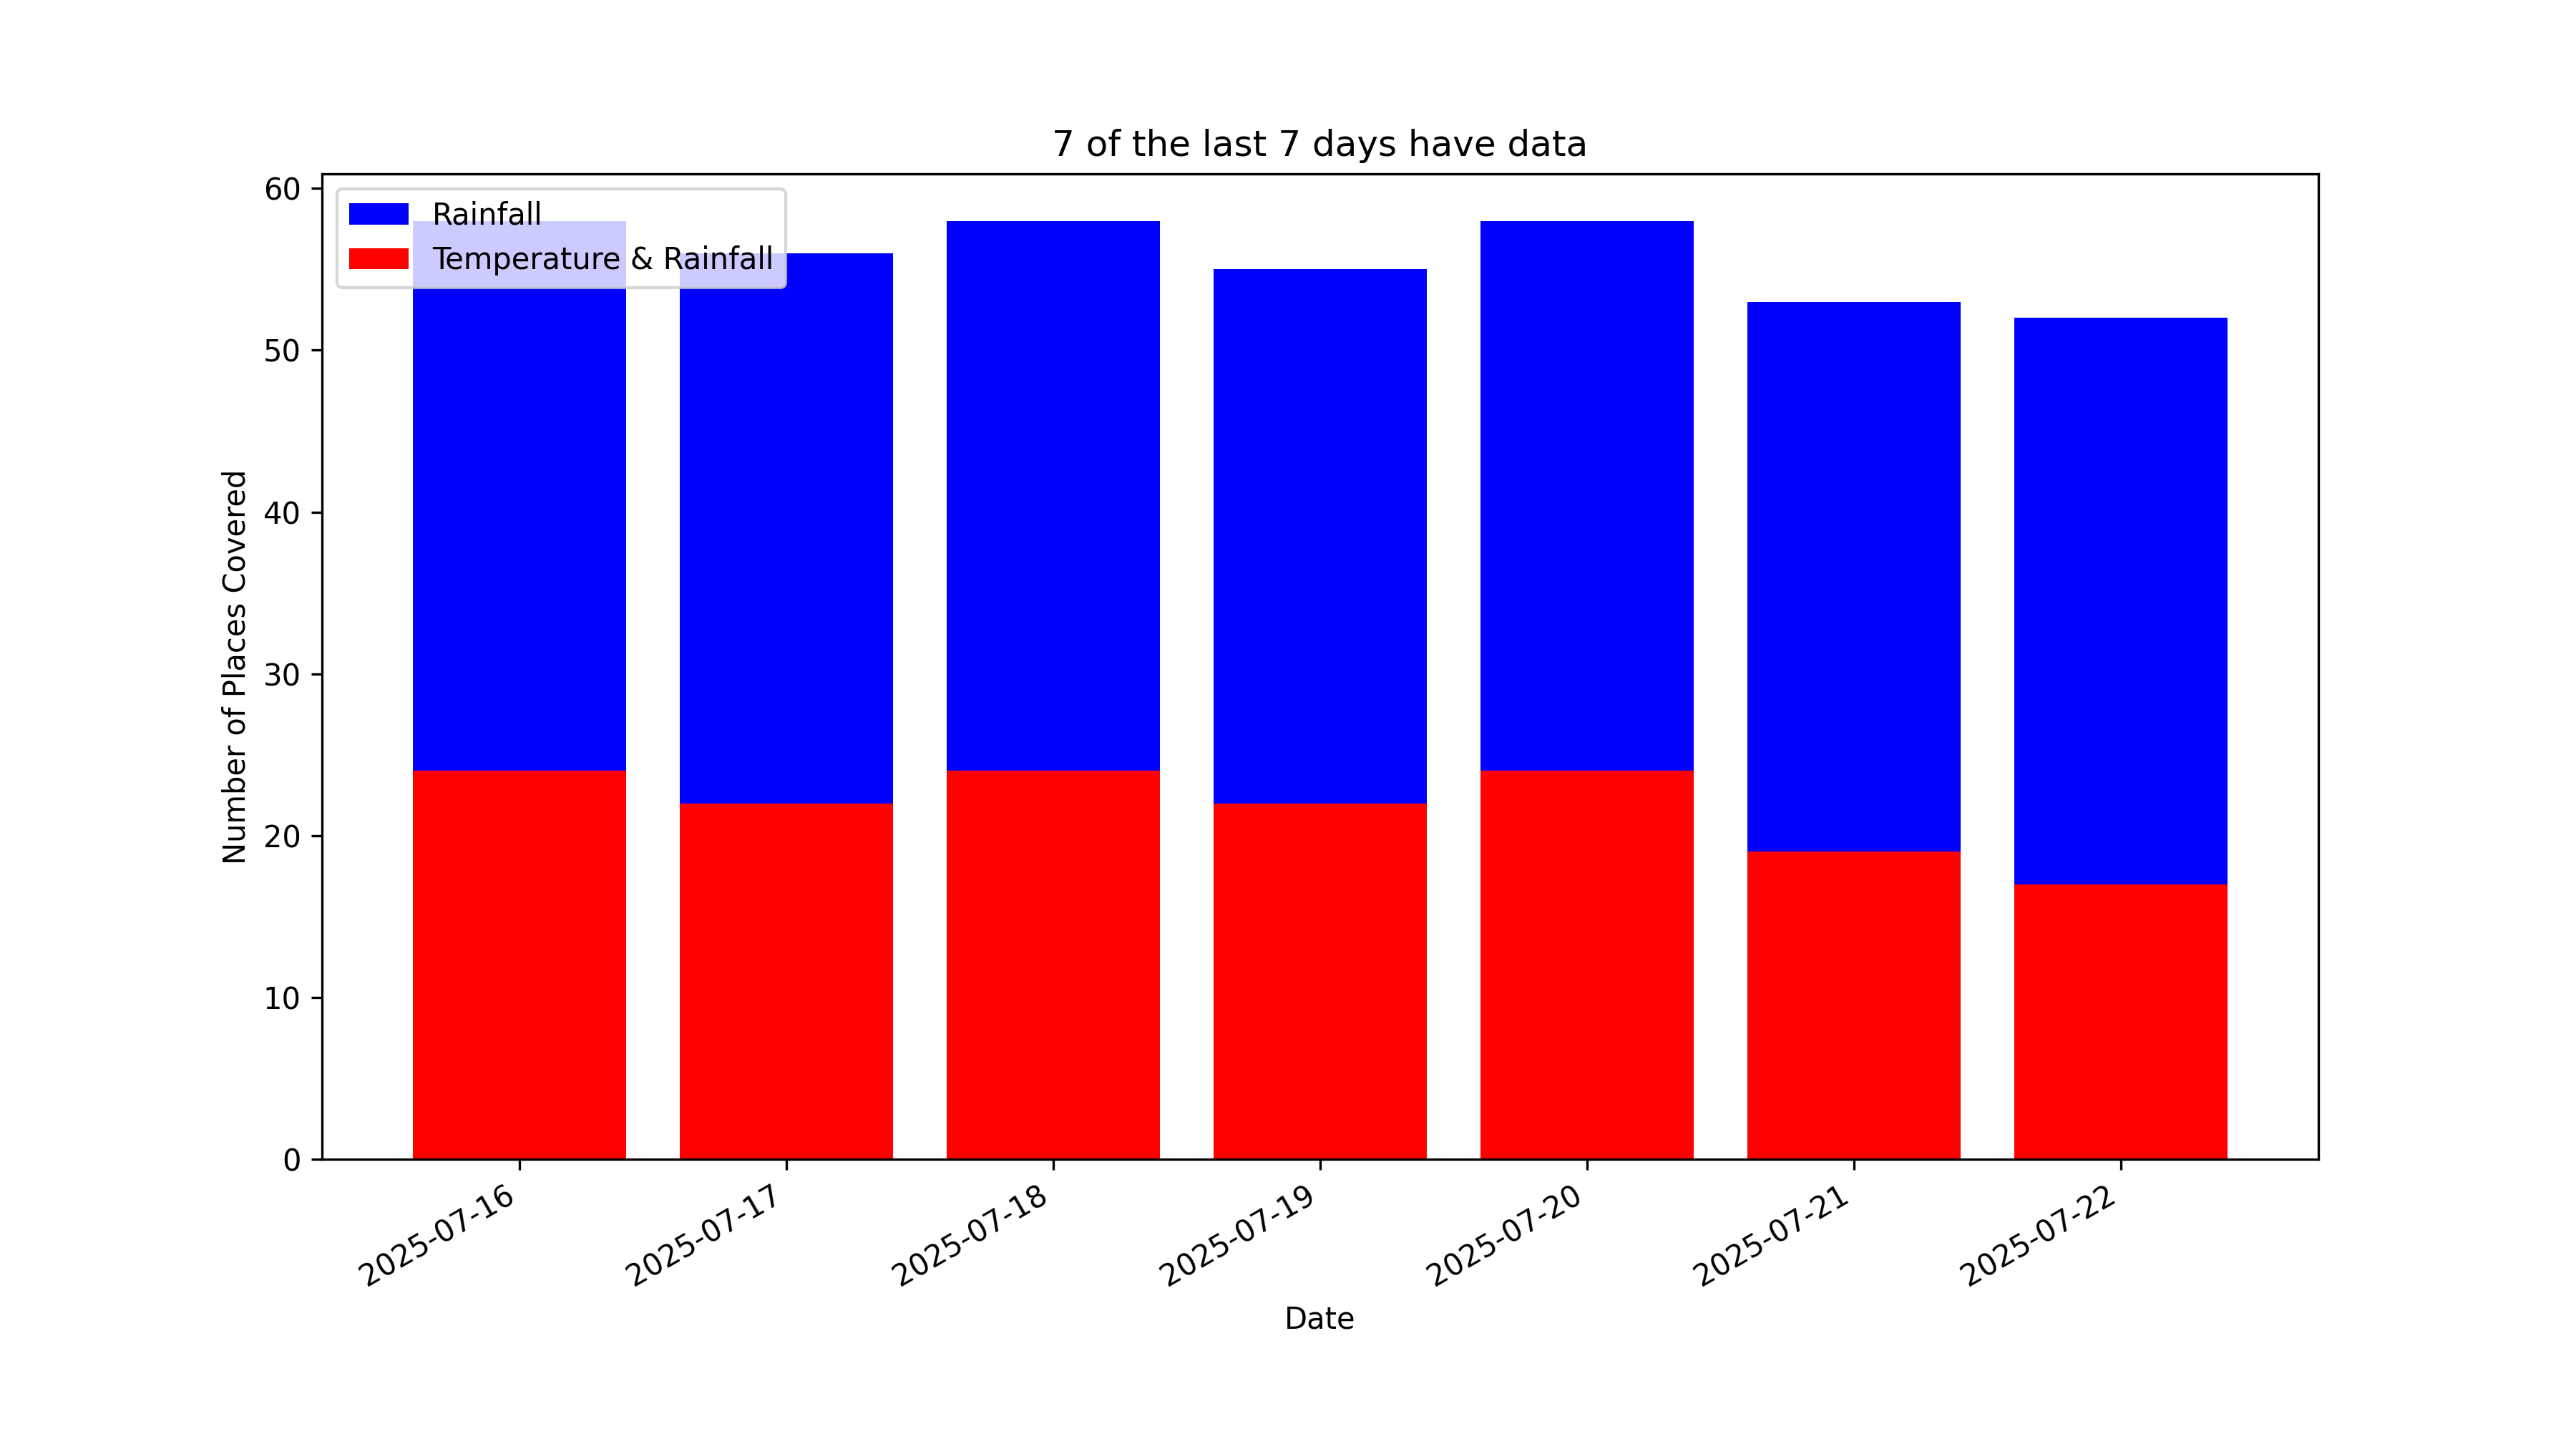 7 of the last 7 days have data
Rainfall
Temperature & Rainfall
Number of Places Covered
60
50
40
30
20
10
0
2025-07-16
2025-07-17
2025-07-18
2025-07-19
2025-07-20
2025-07-21
2025-07-22
Date